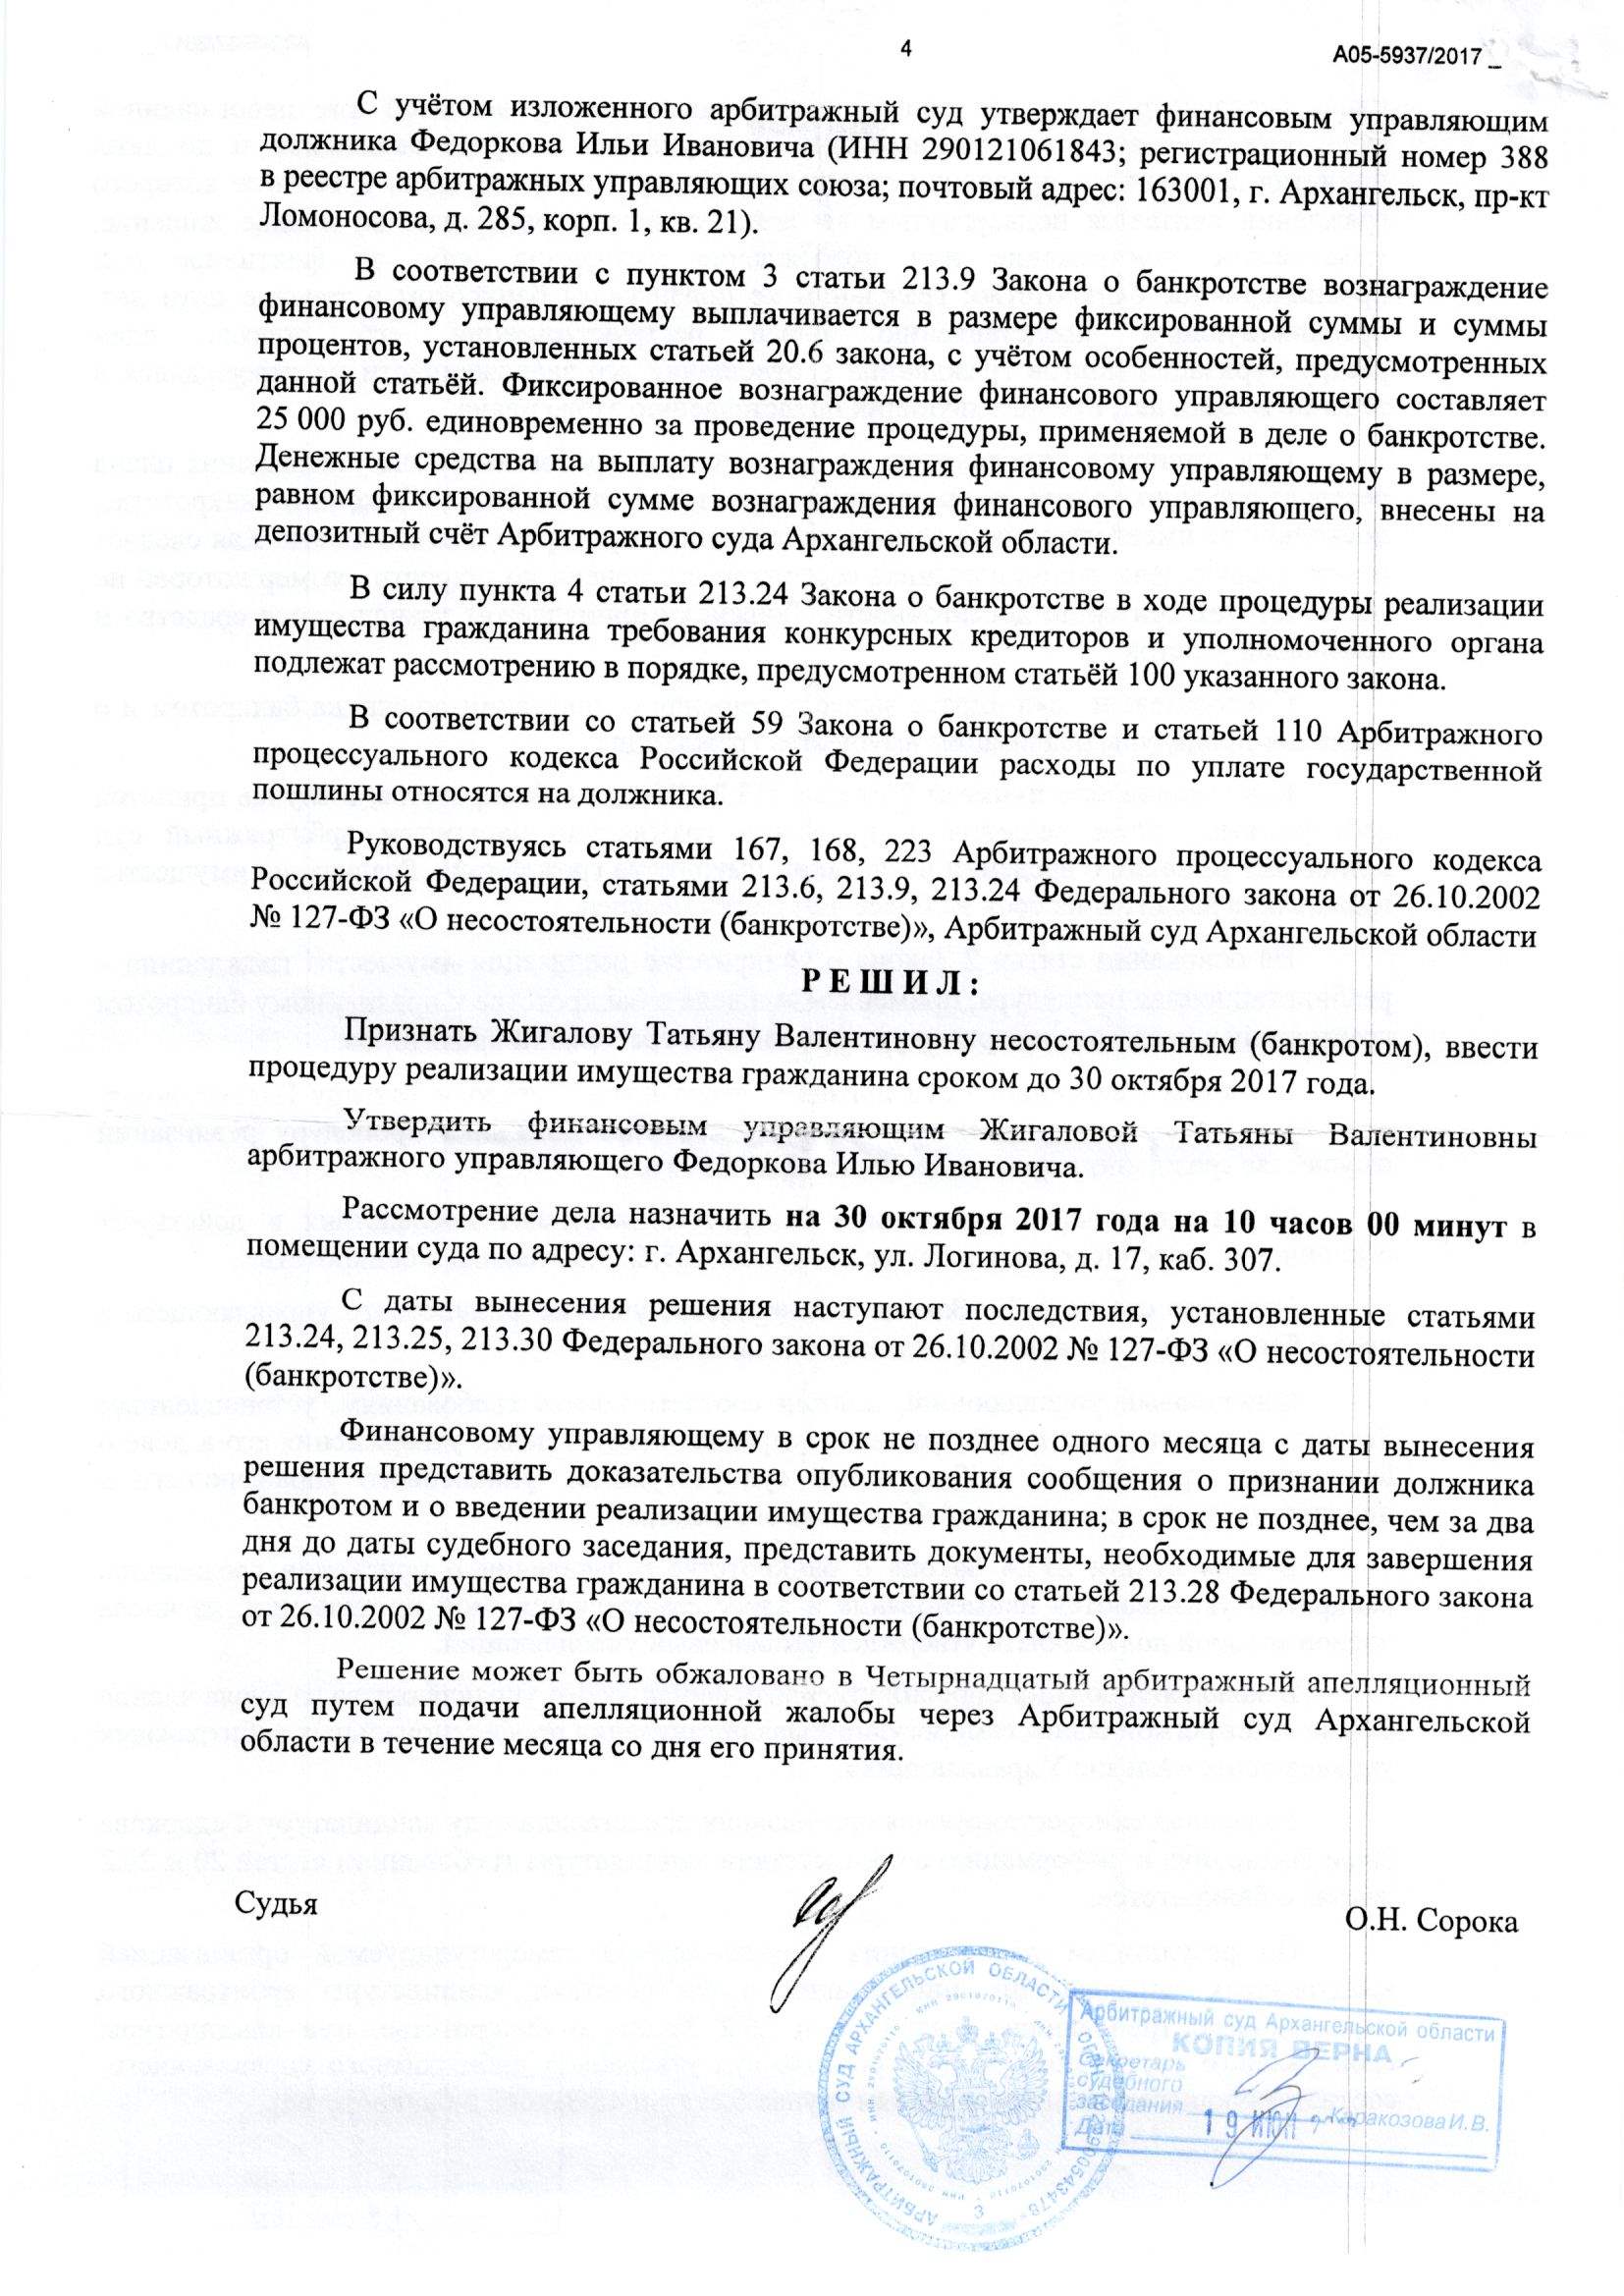 4
А05-5937/2017 _
С учётом изложенного арбитражный суд утверждает финансовым управляющим
должника Федоркова Ильи Ивановича (ИНН 290121061843; регистрационный номер 388
в реестре арбитражных управляющих союза; почтовый адрес: 163001, г. Архангельск, пр-кт
Ломоносова, д. 285, корп. 1, кв. 21).
В соответствии с пунктом 3 статьи 213.9 Закона о банкротстве вознаграждение
финансовому управляющему выплачивается в размере фиксированной суммы и суммы
процентов, установленных статьей 20.6 закона, с учётом особенностей, предусмотренных
данной статьёй. Фиксированное вознаграждение финансового управляющего составляет
25 000 руб. единовременно за проведение процедуры, применяемой в деле о банкротстве.
Денежные средства на выплату вознаграждения финансовому управляющему в размере,
равном фиксированной сумме вознаграждения финансового управляющего, внесены на
депозитный счёт Арбитражного суда Архангельской области.
В силу пункта 4 статьи 213.24 Закона о банкротстве в ходе процедуры реализации
имущества гражданина требования конкурсных кредиторов и уполномоченного органа
подлежат рассмотрению в порядке, предусмотренном статьёй 100 указанного закона.
В соответствии со статьей 59 Закона о банкротстве и статьей 110 Арбитражного
процессуального кодекса Российской Федерации расходы по уплате государственной
пошлины относятся на должника.
Руководствуясь статьями 167, 168, 223 Арбитражного процессуального кодекса
Российской Федерации, статьями 213.6, 213.9, 213.24 Федерального закона от 26.10.2002
№ 127-ФЗ «О несостоятельности (банкротстве)», Арбитражный суд Архангельской области
Р Е Ш И Л :
Признать Жигалову Татьяну Валентиновну несостоятельным (банкротом), ввести
процедуру реализации имущества гражданина сроком до 30 октября 2017 года.
Утвердить финансовым управляющим Жигаловой Татьяны Валентиновны
арбитражного управляющего Федоркова Илью Ивановича.
Рассмотрение дела назначить на 30 октября 2017 года на 10 часов 00 минут в
помещении суда по адресу: г. Архангельск, ул. Логинова, д. 17, каб. 307.
С даты вынесения решения наступают последствия, установленные статьями
213.24, 213.25, 213.30 Федерального закона от 26.10.2002 № 127-ФЗ «О несостоятельности
(банкротстве)».
Финансовому управляющему в срок не позднее одного месяца с даты вынесения
решения представить доказательства опубликования сообщения о признании должника
банкротом и о введении реализации имущества гражданина; в срок не позднее, чем за два
дня до даты судебного заседания, представить документы, необходимые для завершения
реализации имущества гражданина в соответствии со статьей 213.28 Федерального закона
от 26.10.2002 № 127-ФЗ «О несостоятельности (банкротстве)».
Решение может быть обжаловано в Четырнадцатый арбитражный апелляционный
суд путем подачи апелляционной жалобы через Арбитражный суд Архангельской
области в течение месяца со дня его принятия.
Судья
О.Н. Сорока
АРБИТРАЖНЫЙ СУД АРХАНГЕЛЬСКОЙ ОБЛАСТИ
3
Арбитражный суд Архангельской области
КОПИЯ ВЕРНА
Секретарь
судебного
заседания
Каракозова И.В.
Дата